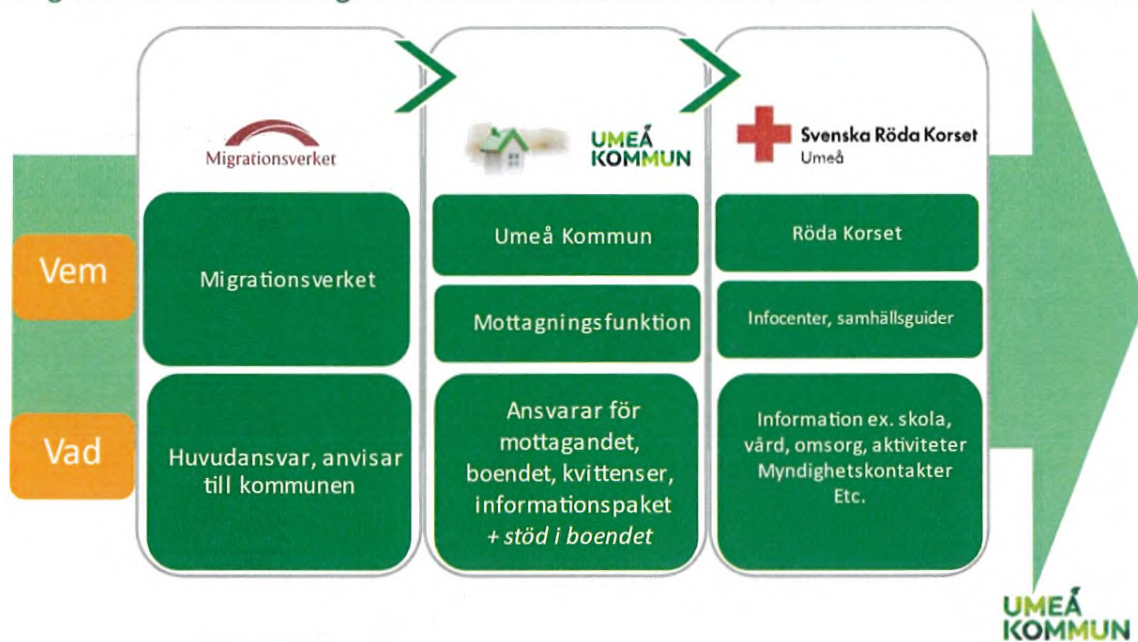 Migrationsverket
UMEÅ
KOMMUN
Svenska Röda Korset
Umeå
Vem
Migrationsverket
Umeå Kommun
Mottagningsfunktion
Röda Korset
Infocenter, samhällsguider
Vad
Huvudansvar, anvisar
till kommunen
Ansvarar för
mottagandet,
boendet, kvittenser,
informationspaket
+ stöd i boendet
Information ex. skola,
vård, omsorg, aktiviteter
Myndighetskontakter
Etc.
UMEÅ
KOMMUN